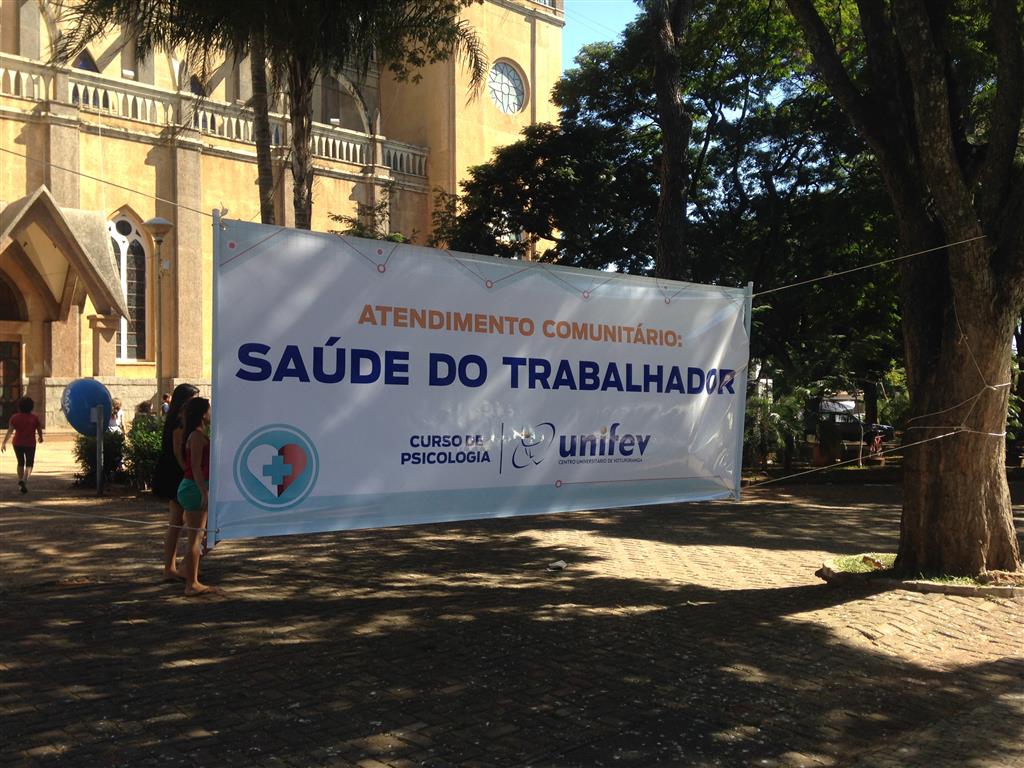 ATENDIMENTO COMUNITÁRIO:
SAÚDE DO TRABALHADOR
CURSO DE
PSICOLOGIA
unifev
CENTRO UNIVERSITÁRIO DE VOTUPORANGA